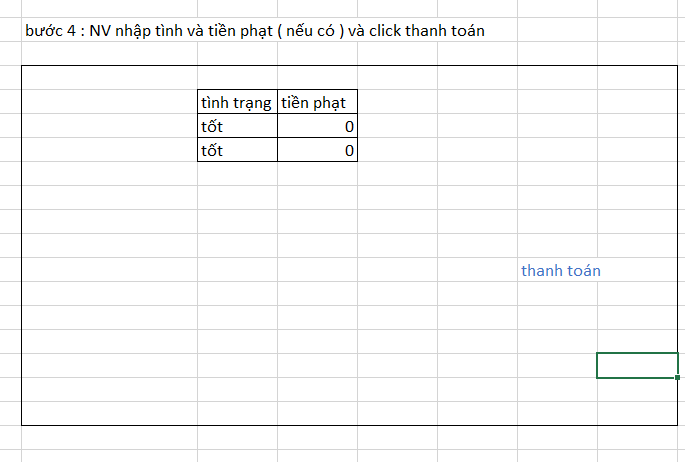 bước 4 : NV nhập tình và tiền phạt ( nếu có ) và click thanh toán
tình trạng tiền phạt
tốt 0
tốt 0
thanh toán